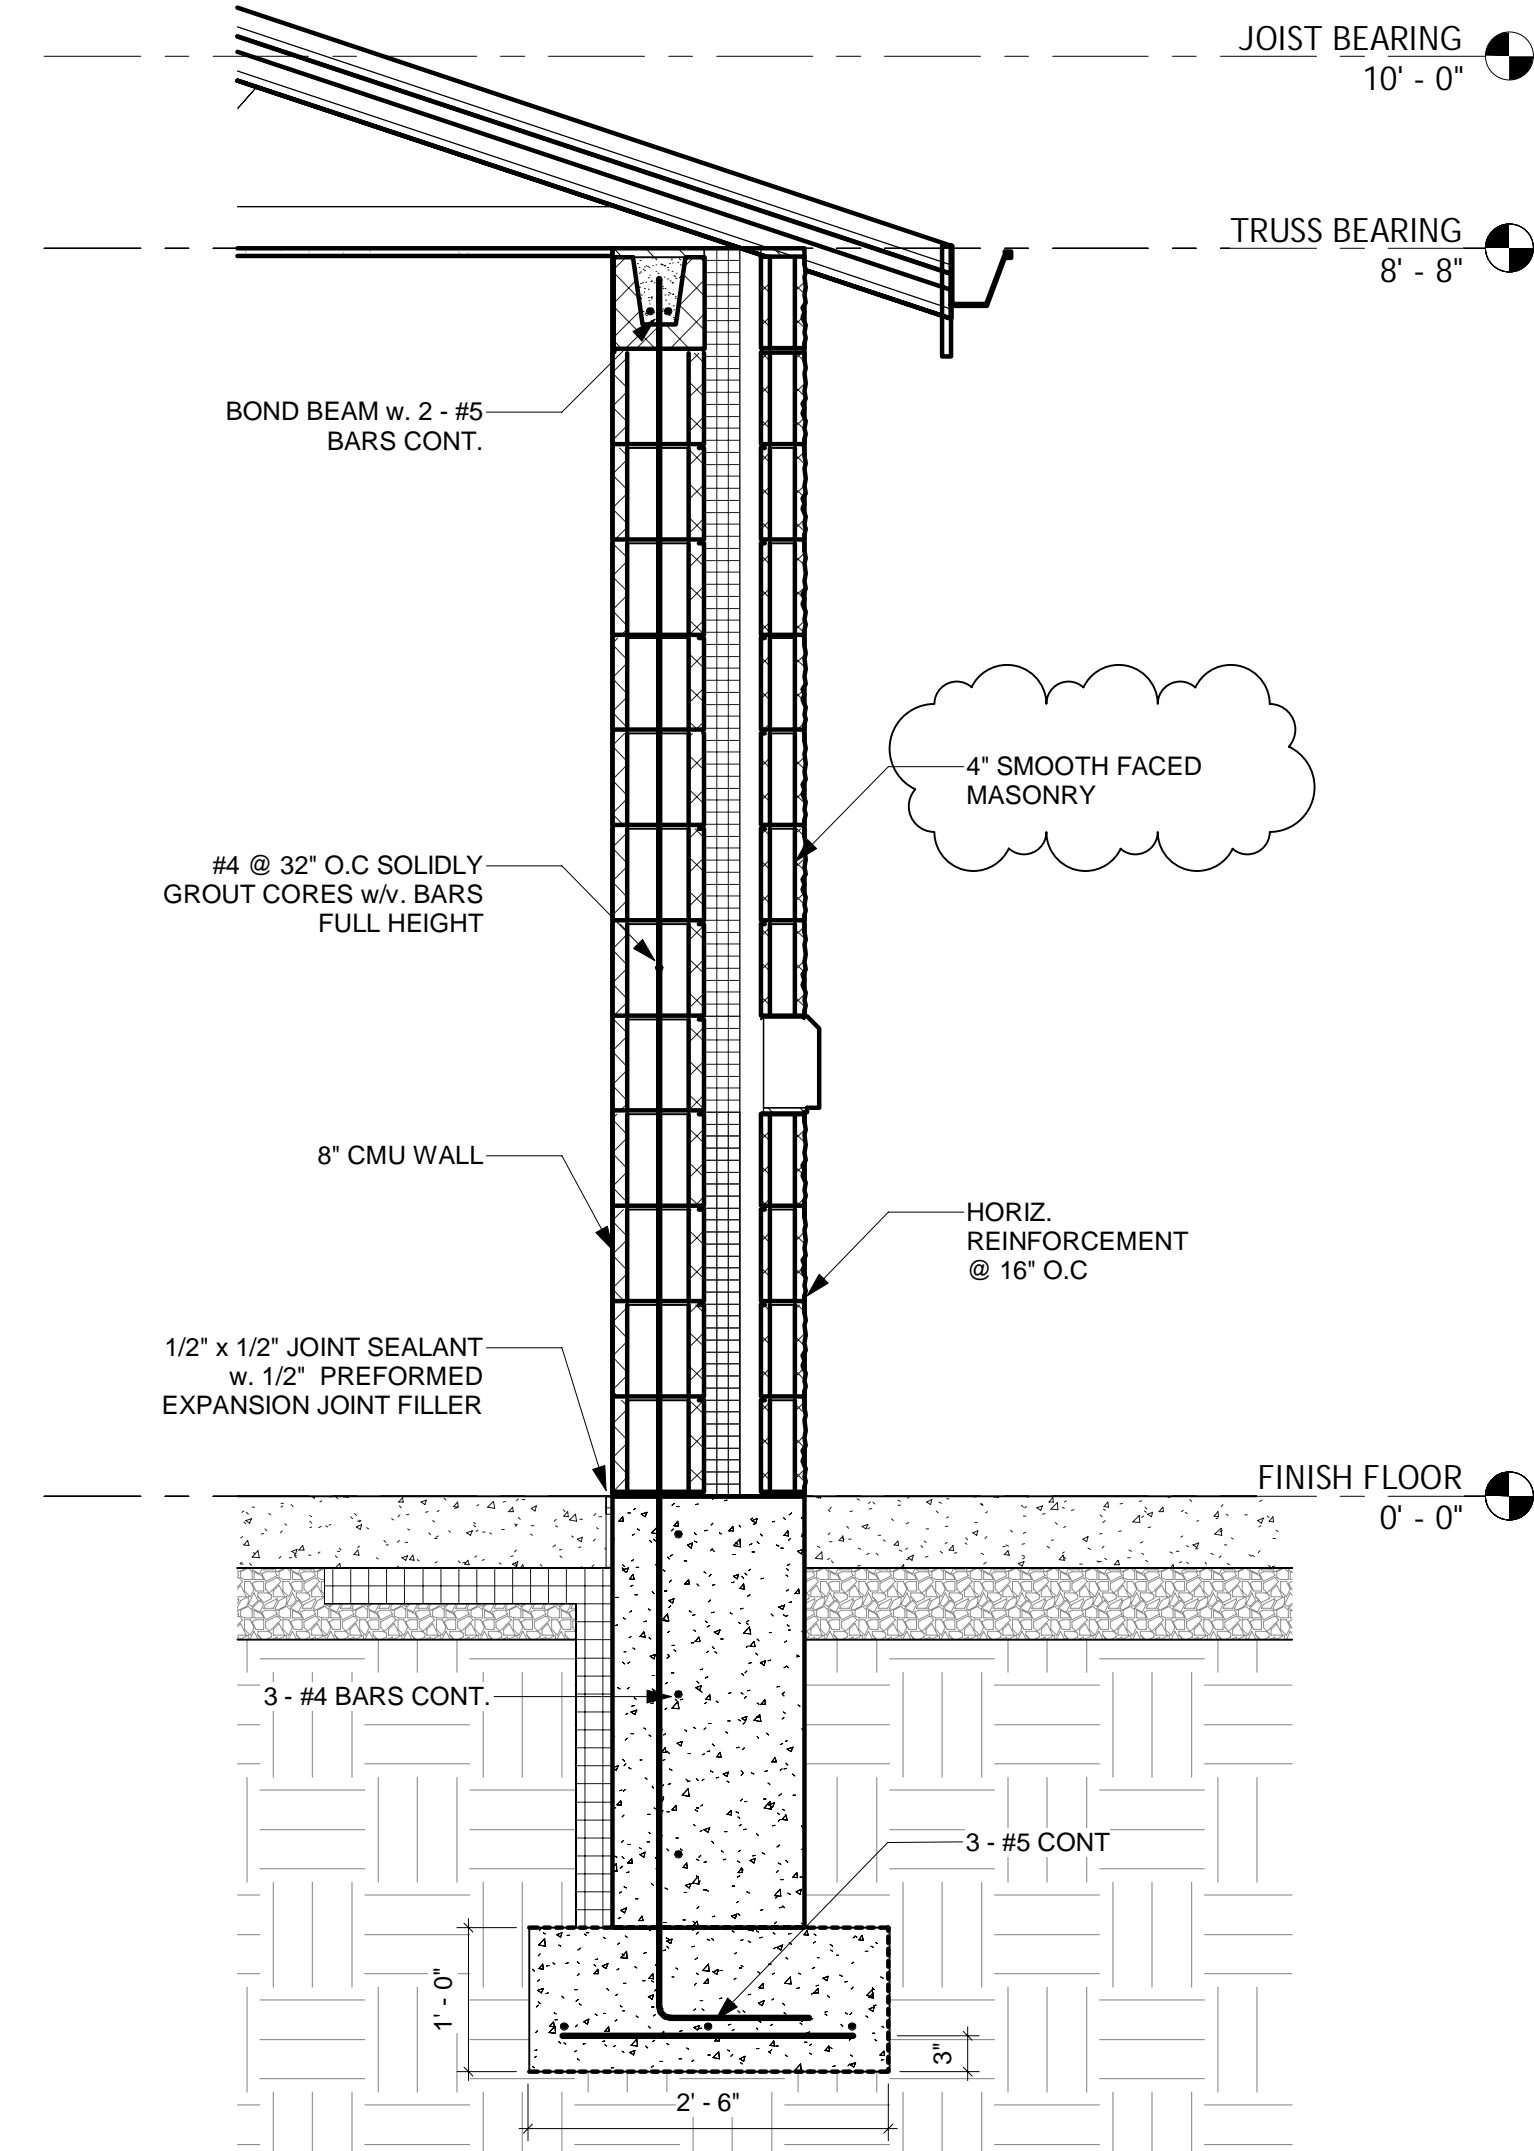 JOIST BEARING
10' - 0"
TRUSS BEARING
8' - 8"
BOND BEAM w. 2 - #5
BARS CONT.
4" SMOOTH FACED
MASONRY
#4 @ 32" O.C SOLIDLY
GROUT CORES w/v. BARS
FULL HEIGHT
8" CMU WALL
HORIZ.
REINFORCEMENT
@ 16" O.C
1/2" x 1/2" JOINT SEALANT
w. 1/2" PREFORMED
EXPANSION JOINT FILLER
FINISH FLOOR
0' - 0"
3 - #4 BARS CONT.
3 - #5 CONT
1' - 0"
3"
2' - 6"